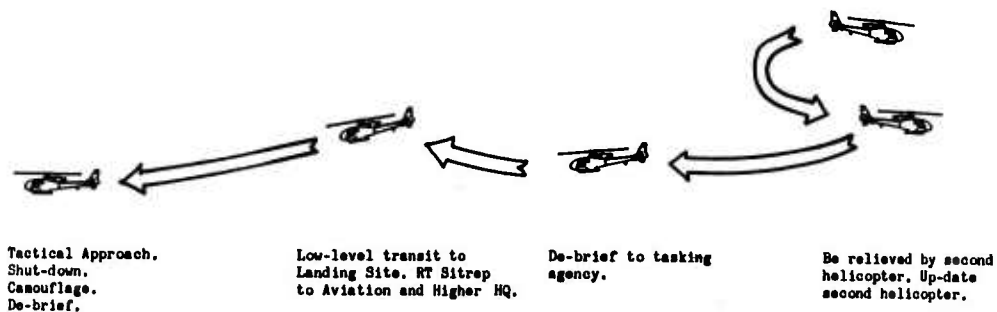 Tactical Approach.
Shut-down.
Camouflage.
De-brief.
Low-level transit to
Landing Site. RT Sitrep
to Aviation and Higher HQ.
De-brief to tasking
agency.
Be relieved by second
helicopter. Up-date
second helicopter.